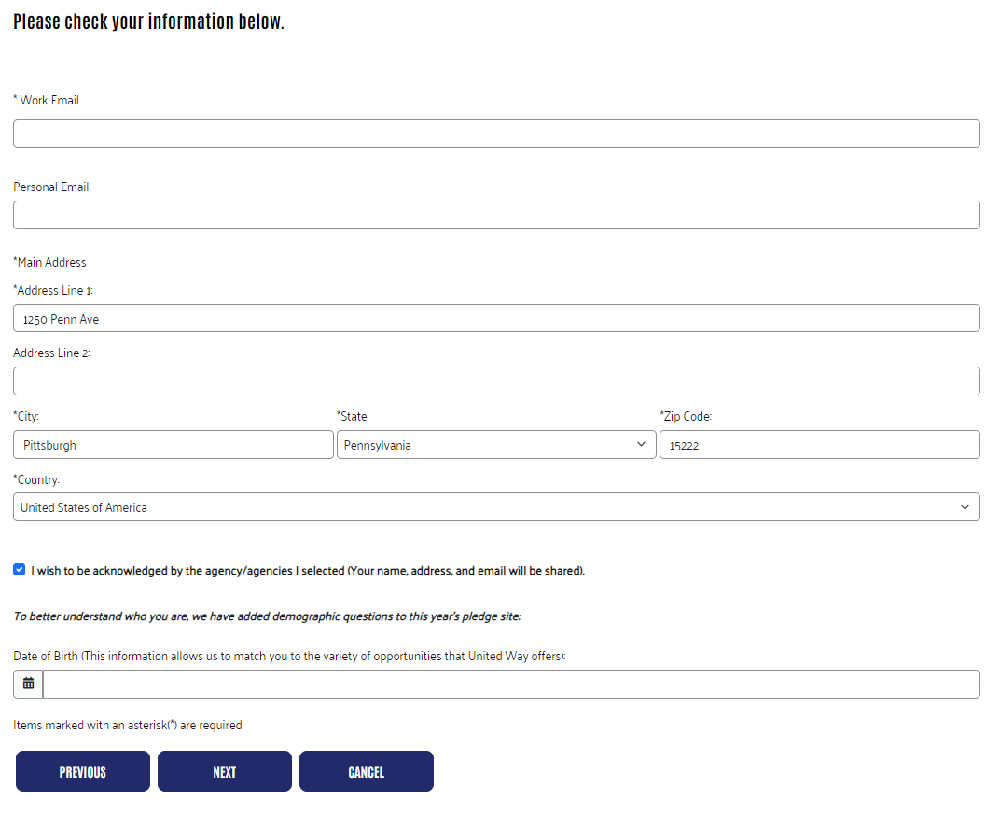 Please check your information below.
* Work Email
Personal Email
*Main Address
*Address Line 1:
1250 Penn Ave
Address Line 2:
*City: *State: *Zip Code:
Pittsburgh Pennsylvania 15222
*Country:
United States of America
I wish to be acknowledged by the agency/agencies I selected (Your name, address, and email will be shared).
To better understand who you are, we have added demographic questions to this year's pledge site:
Date of Birth (This information allows us to match you to the variety of opportunities that United Way offers):
Items marked with an asterisk(*) are required
PREVIOUS NEXT CANCEL